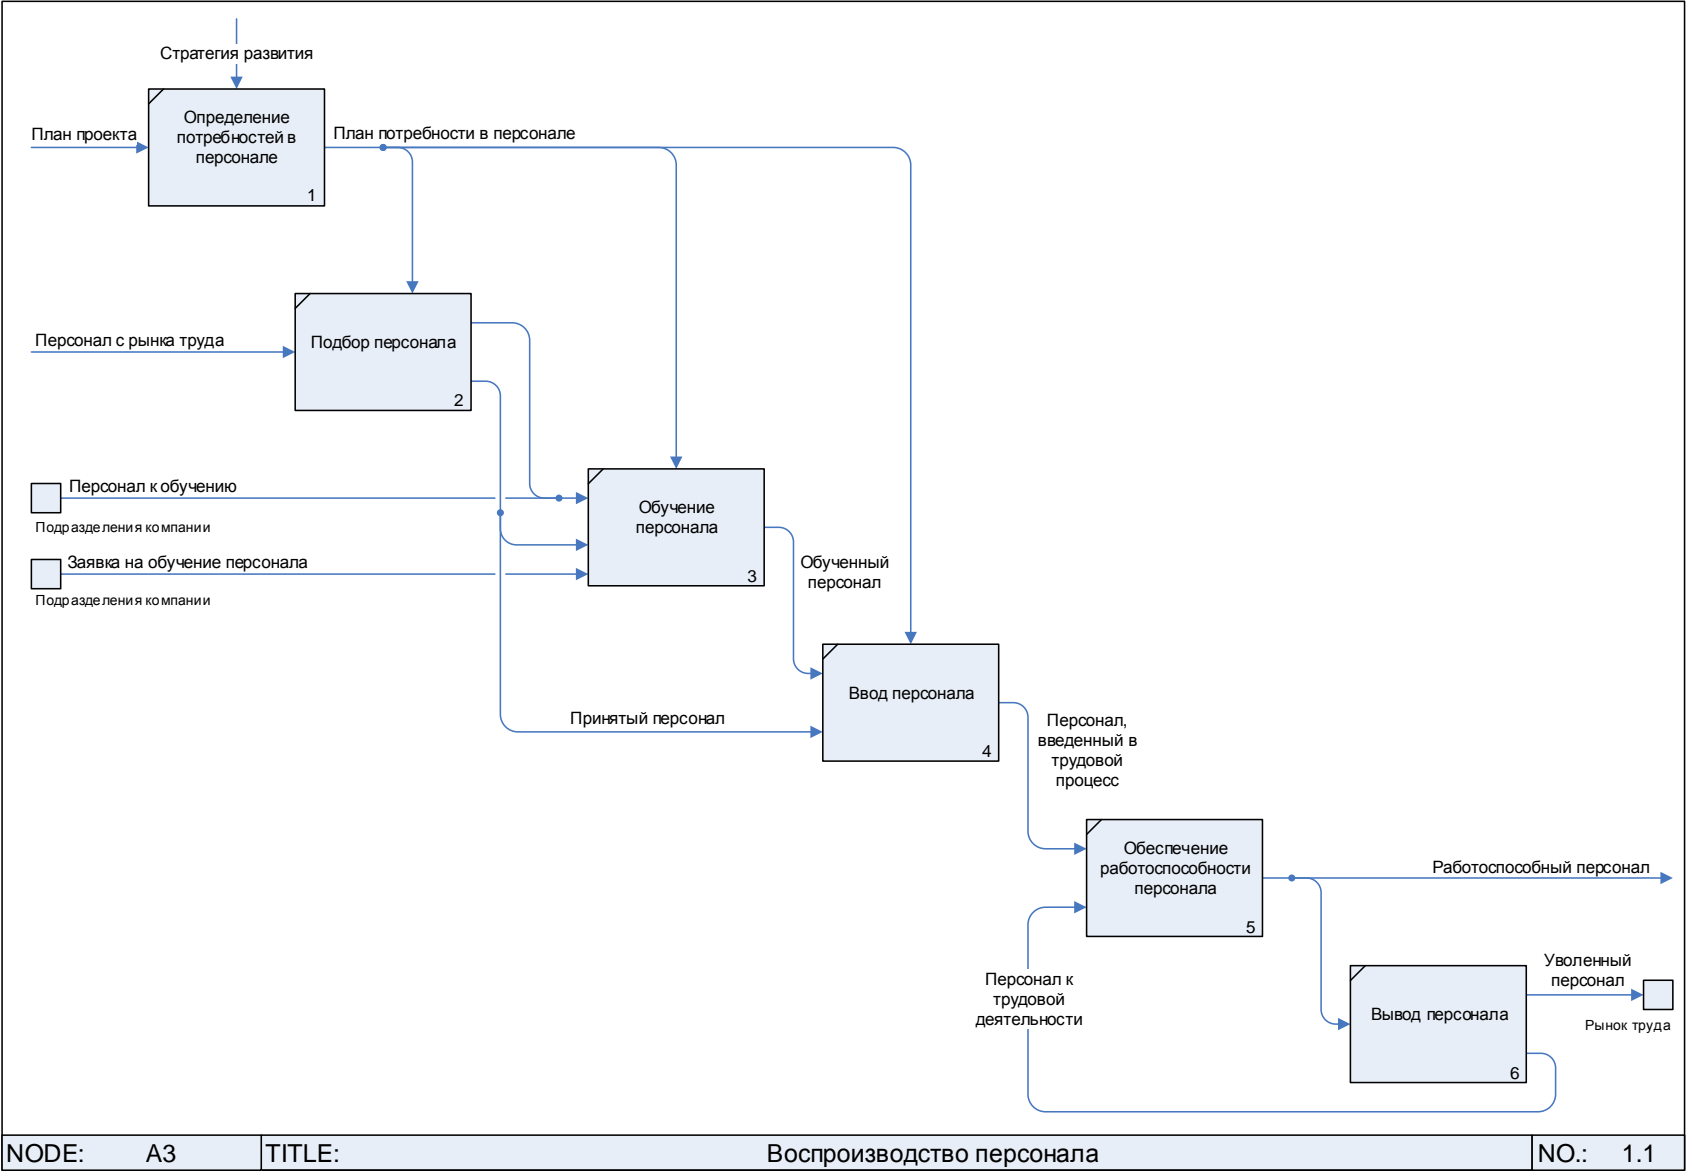 Стратегия развития
План проекта
Определение
потребностей в
персонале
1
План потребности в персонале
Персонал с рынка труда
Подбор персонала
2
Персонал к обучению
Подразделения компании
Заявка на обучение персонала
Подразделения компании
Обучение
персонала
3
Обученный
персонал
Ввод персонала
4
Принятый персонал
Персонал,
введенный в
трудовой
процесс
Обеспечение
работоспособности
персонала
5
Работоспособный персонал
Персонал к
трудовой
деятельности
Вывод персонала
6
Уволенный
персонал
Рынок труда
NODE: A3 TITLE: Воспроизводство персонала NO.: 1.1